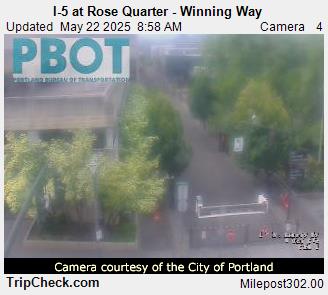 I-5 at Rose Quarter - Winning Way
Updated May 22 2025 8:58 AM Camera 4
PBOT
PORTLAND BUREAU OF TRANSPORTATION
Camera courtesy of the City of Portland
TripCheck.com Milepost302.00